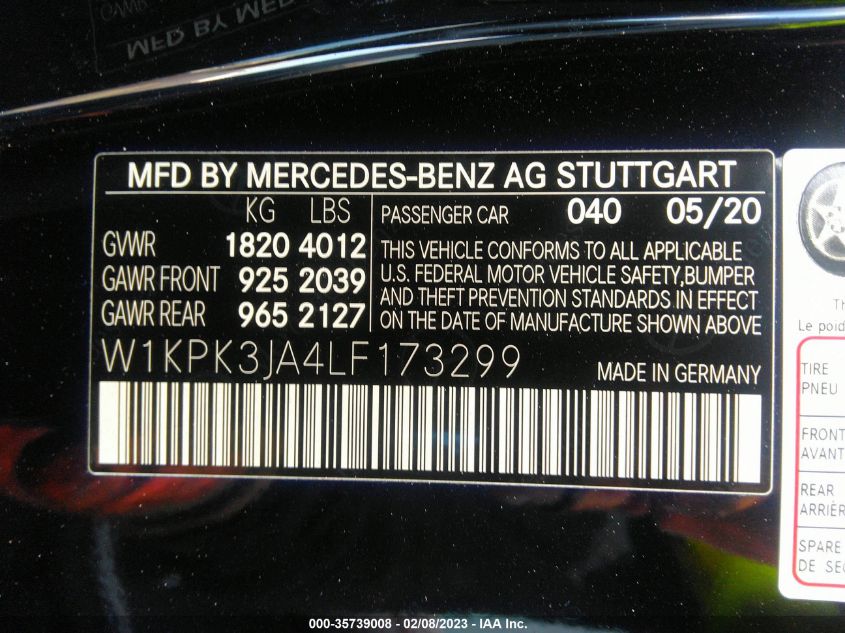 MFD BY MED
MFD BY MERCEDES-BENZ AG STUTTGART
KG LBS
GVWR 1820 4012
GAWR FRONT 925 2039
GAWR REAR 965 2127
PASSENGER CAR 040 05/20
THIS VEHICLE CONFORMS TO ALL APPLICABLE
U.S. FEDERAL MOTOR VEHICLE SAFETY,BUMPER
AND THEFT PREVENTION STANDARDS IN EFFECT
ON THE DATE OF MANUFACTURE SHOWN ABOVE
W1KPK3JA4LF173299
MADE IN GERMANY
Le poid
TIRE
PNEU
FRONT
AVANT
REAR
ARRIÈR
SPARE
000-35739008 - 02/08/2023 - IAA Inc.